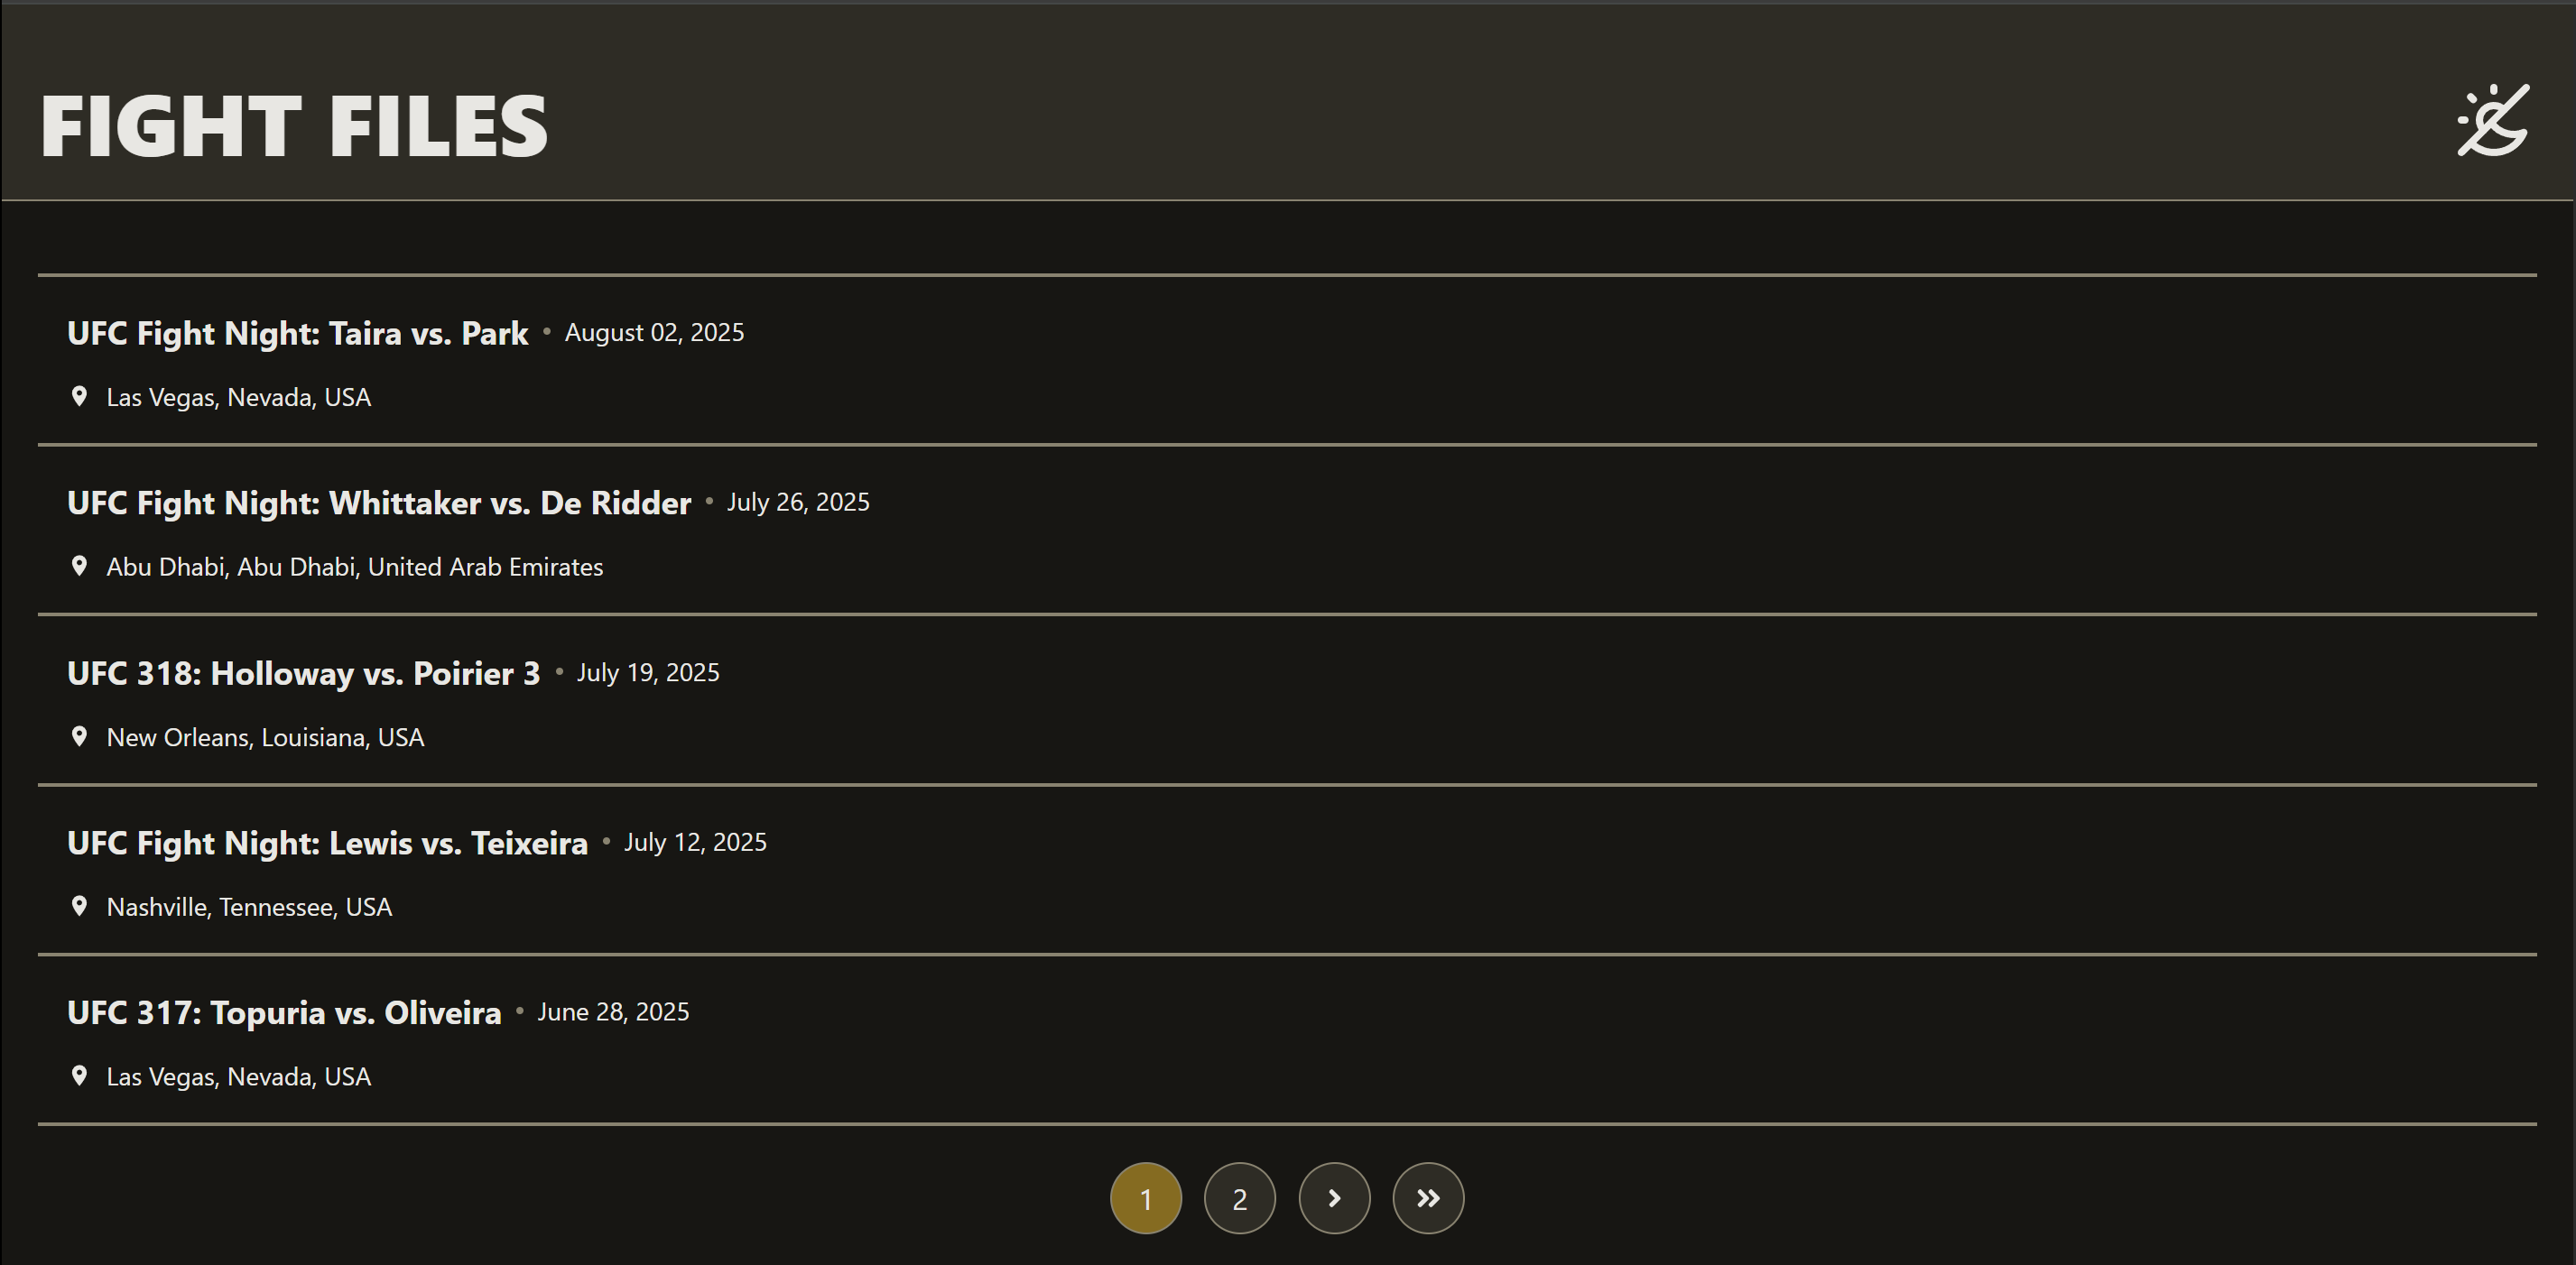 FIGHT FILES
UFC Fight Night: Taira vs. Park • August 02, 2025
Las Vegas, Nevada, USA
UFC Fight Night: Whittaker vs. De Ridder • July 26, 2025
Abu Dhabi, Abu Dhabi, United Arab Emirates
UFC 318: Holloway vs. Poirier 3 • July 19, 2025
New Orleans, Louisiana, USA
UFC Fight Night: Lewis vs. Teixeira • July 12, 2025
Nashville, Tennessee, USA
UFC 317: Topuria vs. Oliveira • June 28, 2025
Las Vegas, Nevada, USA
1 2 › »